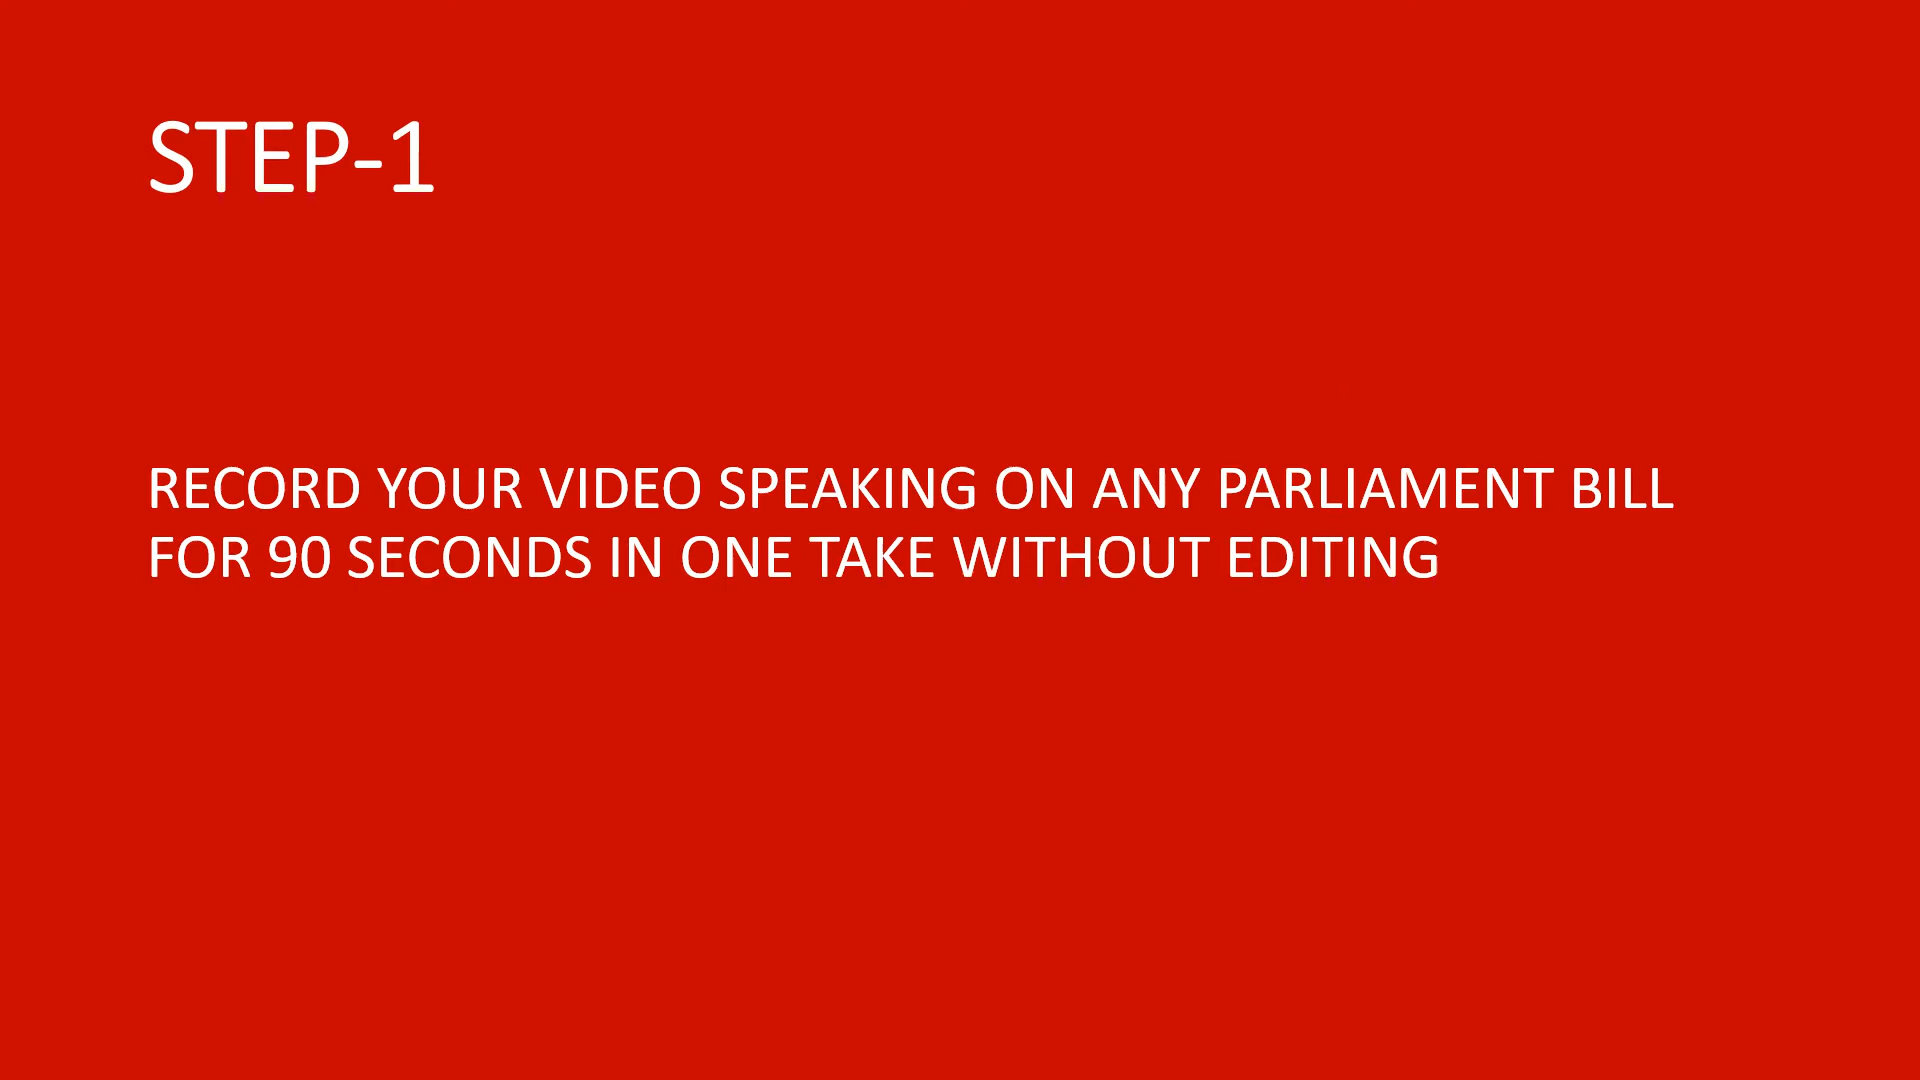 STEP-1
RECORD YOUR VIDEO SPEAKING ON ANY PARLIAMENT BILL
FOR 90 SECONDS IN ONE TAKE WITHOUT EDITING